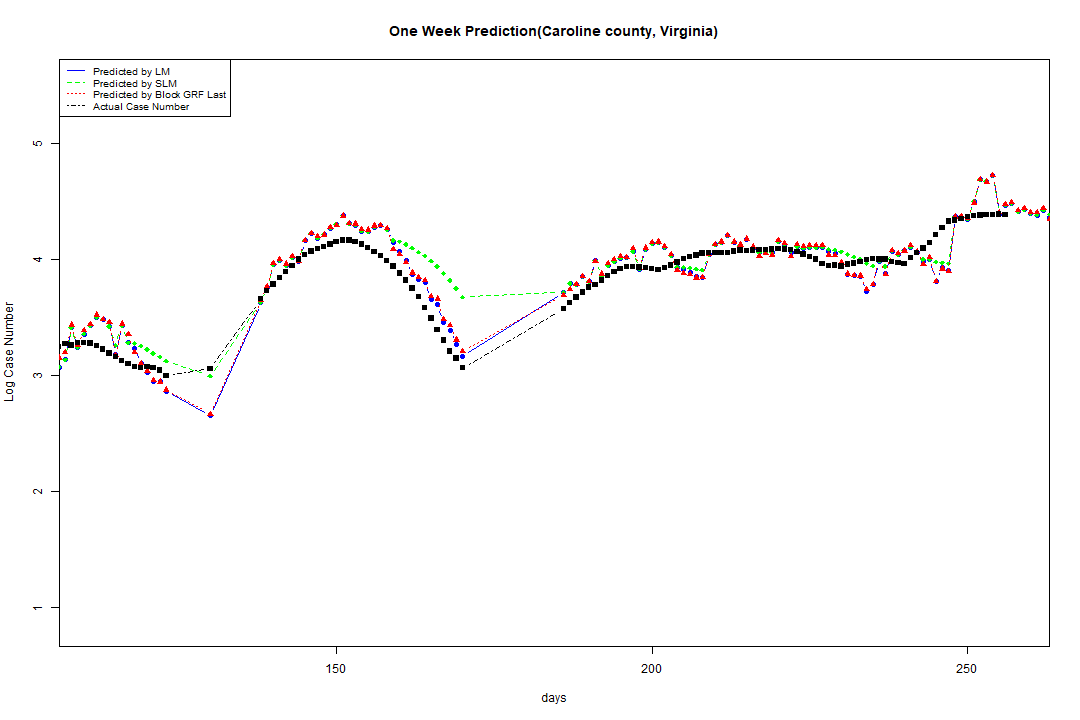 One Week Prediction(Caroline county, Virginia)
Predicted by LM
Predicted by SLM
Predicted by Block GRF Last
Actual Case Number
5
4
3
2
1
Log Case Number
150 200 250
days